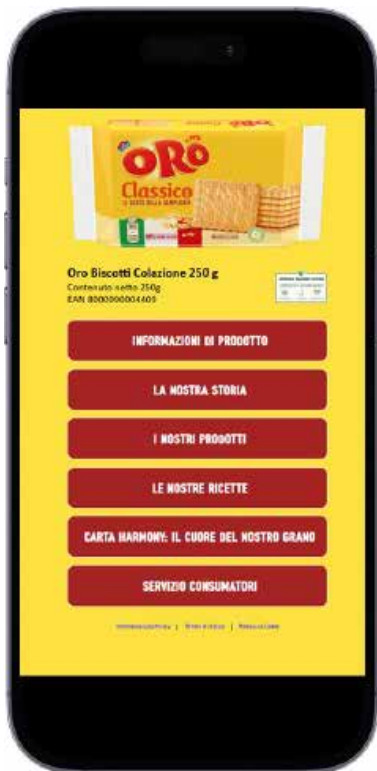 ORO
Classico
Oro Biscotti Colazione 250 g
Contenuto netto 250g
EAN 8000000004409
INFORMAZIONI DI PRODOTTO
LA NOSTRA STORIA
I NOSTRI PRODOTTI
LE NOSTRE RICETTE
CARTA HARMONY: IL CUORE DEL NOSTRO GRANO
SERVIZIO CONSUMATORI